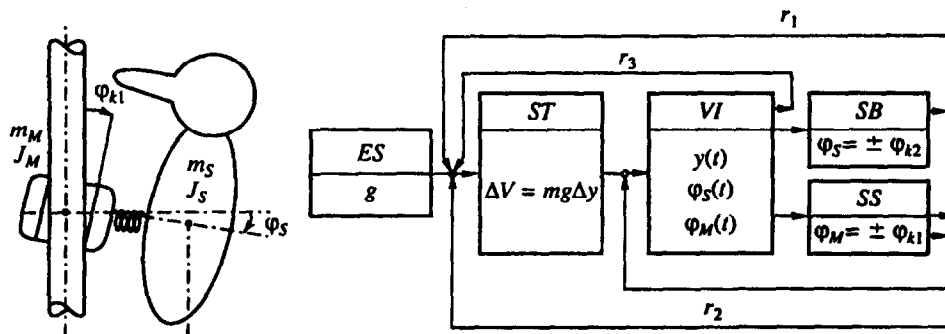 φk1
mM
JM
mS
JS
φS
r1
r3
ES
g
ST
ΔV = mgΔy
VI
y(t)
φS(t)
φM(t)
SB
φS= ± φk2
SS
φM= ± φk1
r2